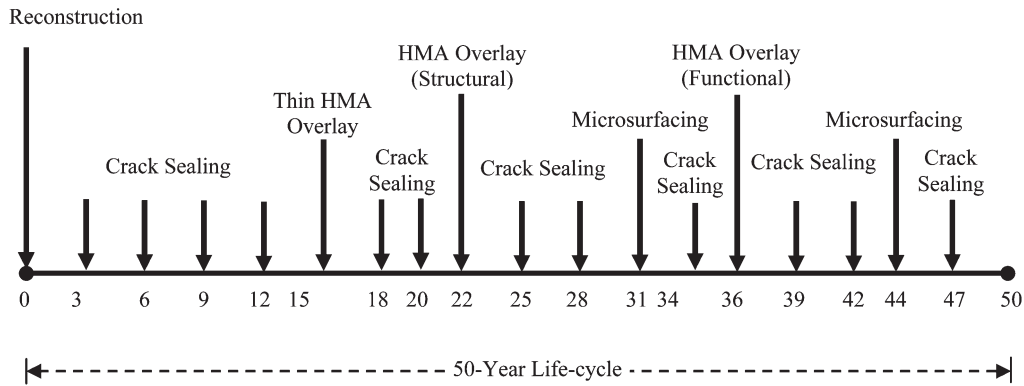 Reconstruction
HMA Overlay
(Structural)
HMA Overlay
(Functional)
Thin HMA
Overlay
Microsurfacing
Microsurfacing
Crack Sealing
Crack
Sealing
Crack Sealing
Crack
Sealing
Crack Sealing
Crack
Sealing
0 3 6 9 12 15 18 20 22 25 28 31 34 36 39 42 44 47 50
50-Year Life-cycle